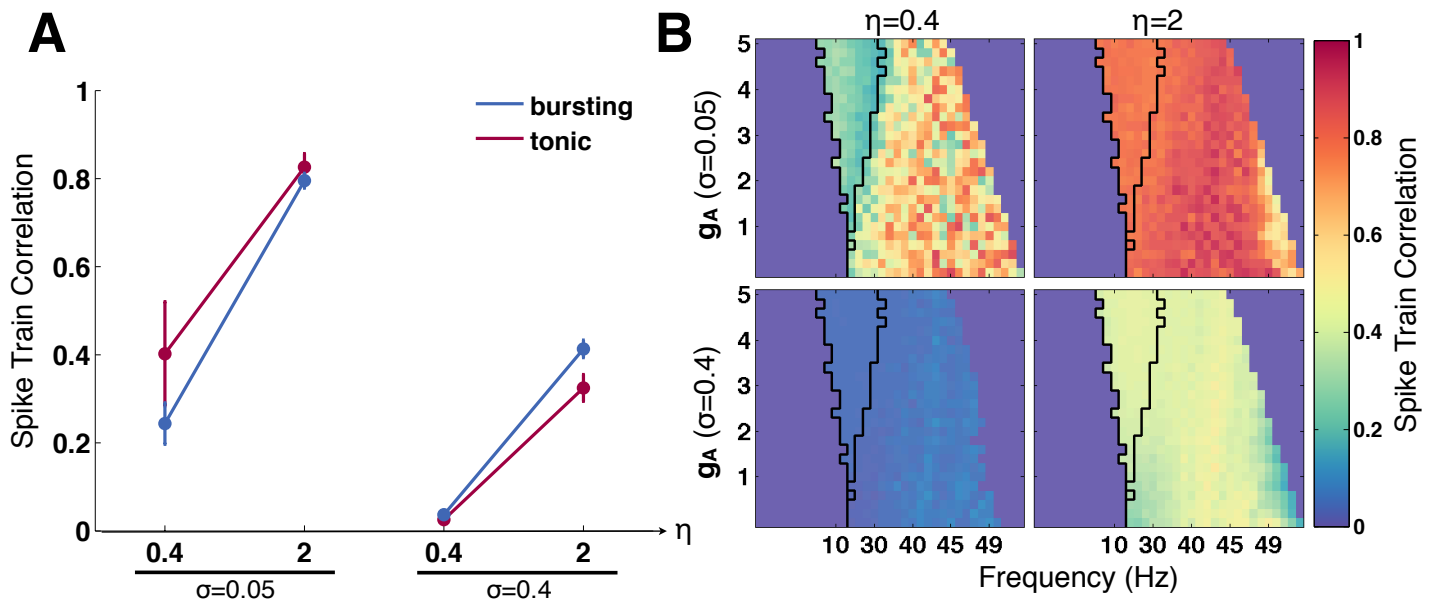 A
Spike Train Correlation
1
0.8
0.6
0.4
0.2
0
bursting
tonic
0.4
2
0.4
2
η
σ=0.05
σ=0.4
B
η=0.4
η=2
gA (σ=0.05)
5
4
3
2
1
gA (σ=0.4)
5
4
3
2
1
10 30 40 45 49
10 30 40 45 49
Frequency (Hz)
1
0.8
0.6
0.4
0.2
0
Spike Train Correlation